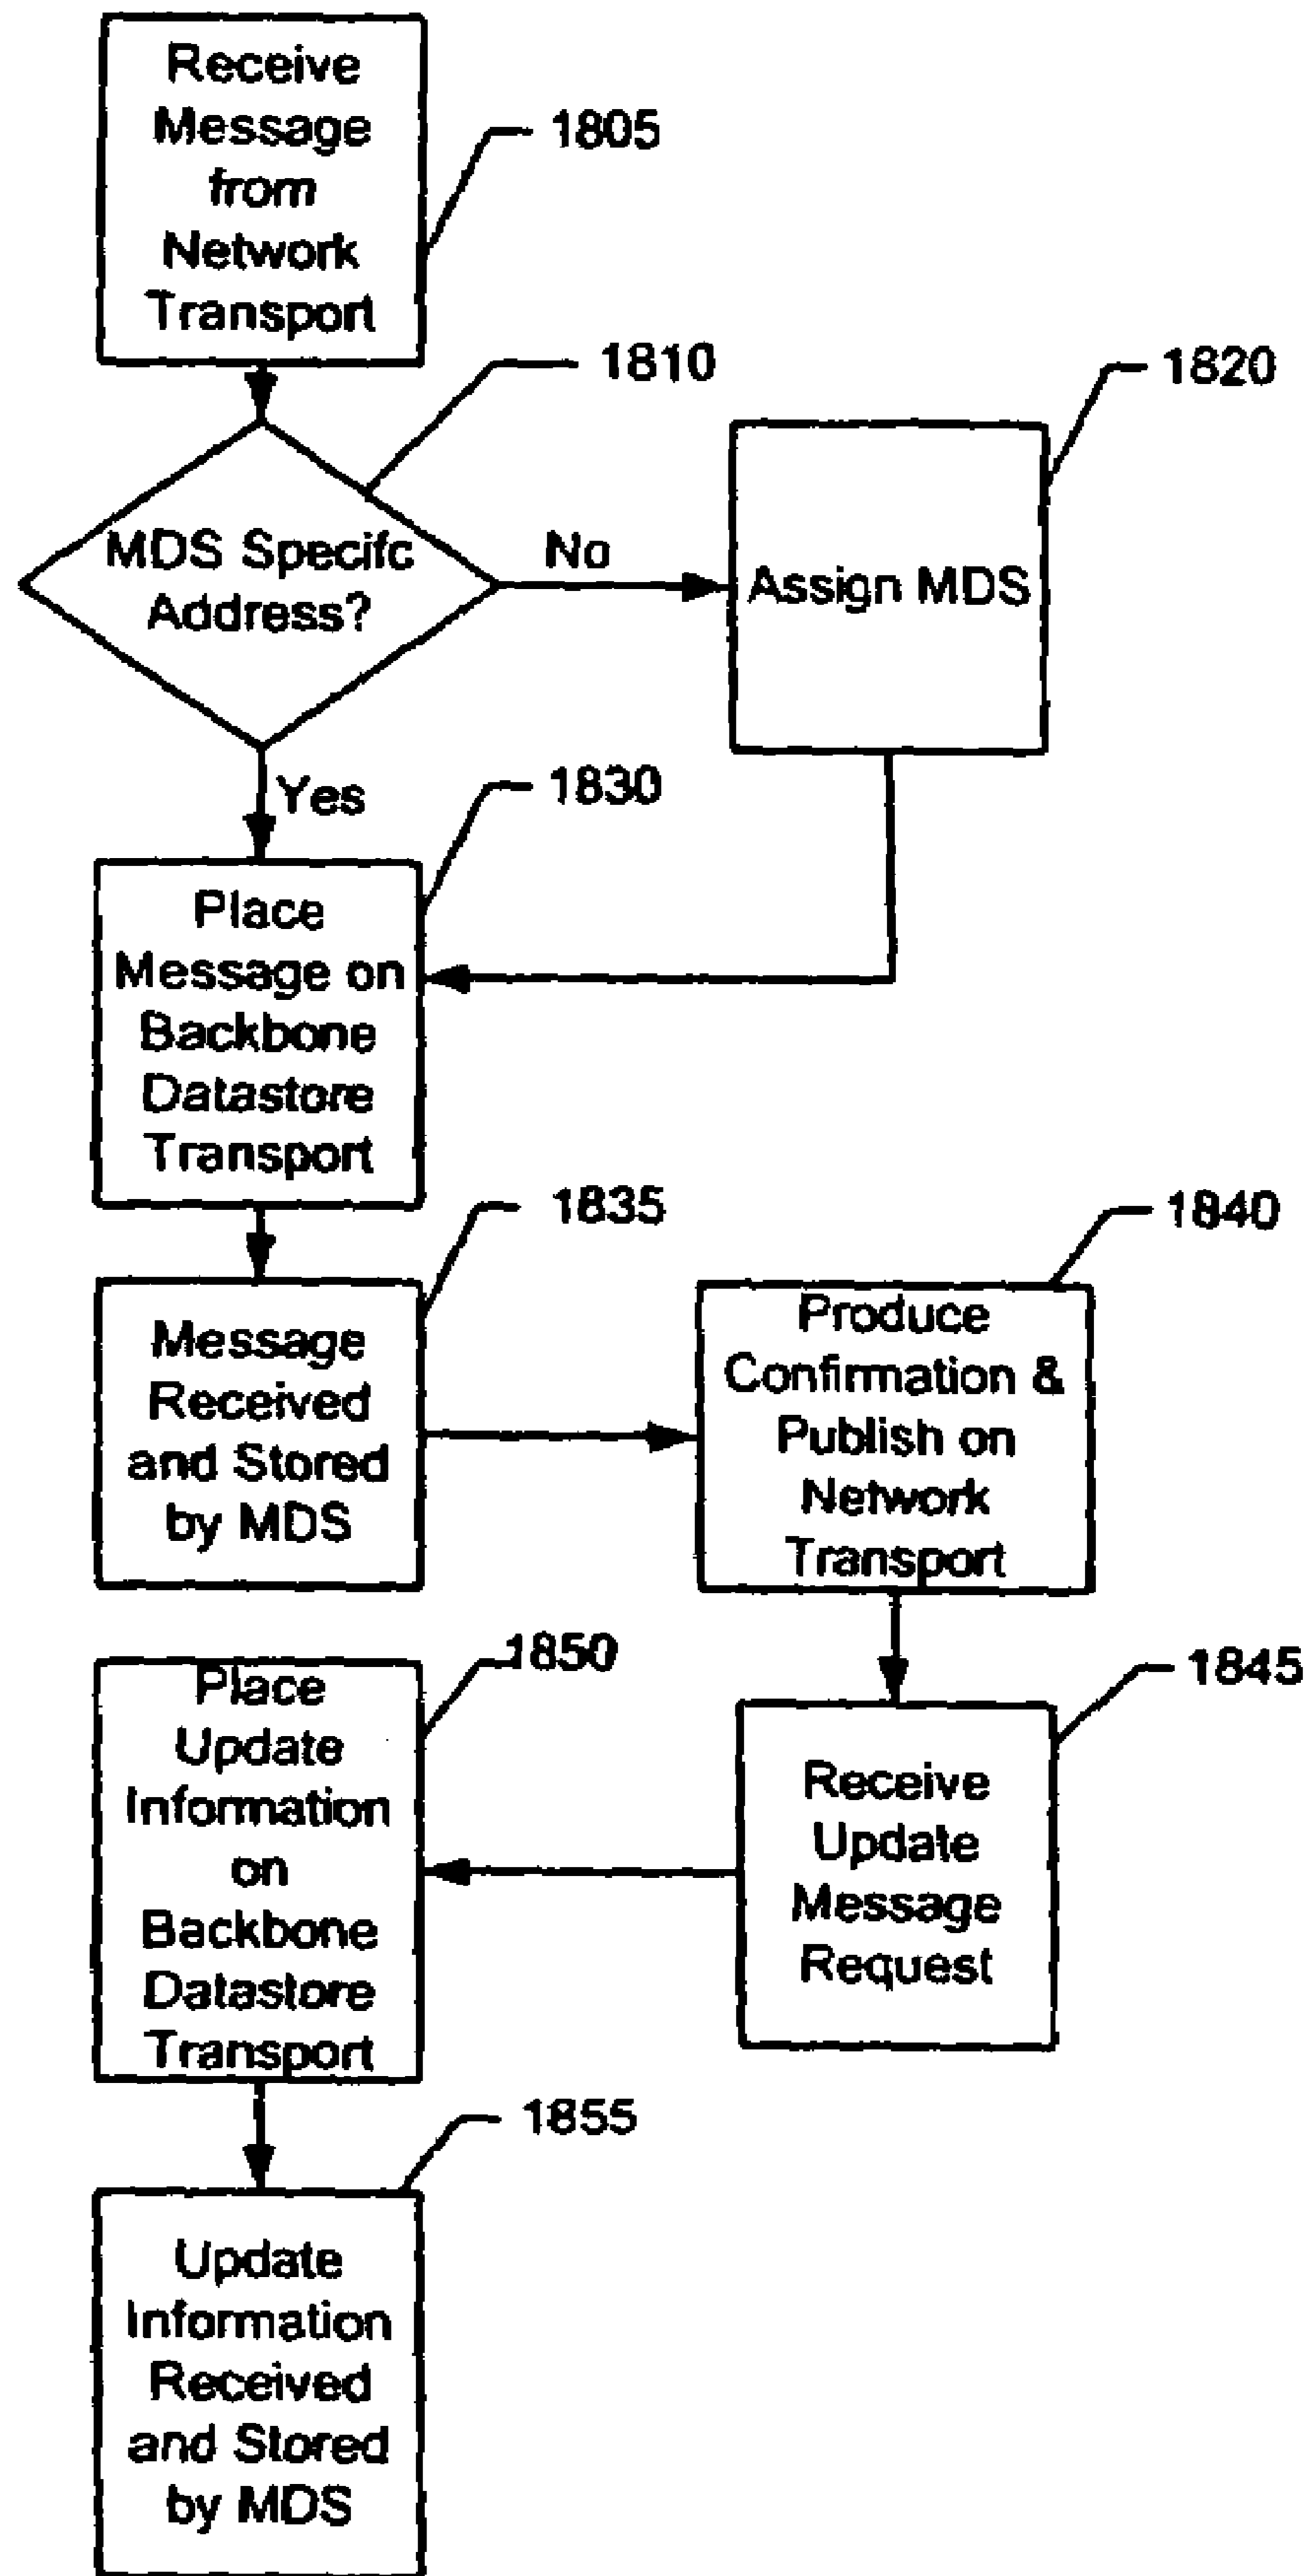 Receive
Message
from
Network
Transport
1805
1810
MDS Specifc
Address?
No
1820
Assign MDS
Yes
1830
Place
Message on
Backbone
Datastore
Transport
1835
Message
Received
and Stored
by MDS
1840
Produce
Confirmation &
Publish on
Network
Transport
1845
Receive
Update
Message
Request
1850
Place
Update
Information
on
Backbone
Datastore
Transport
1855
Update
Information
Received
and Stored
by MDS